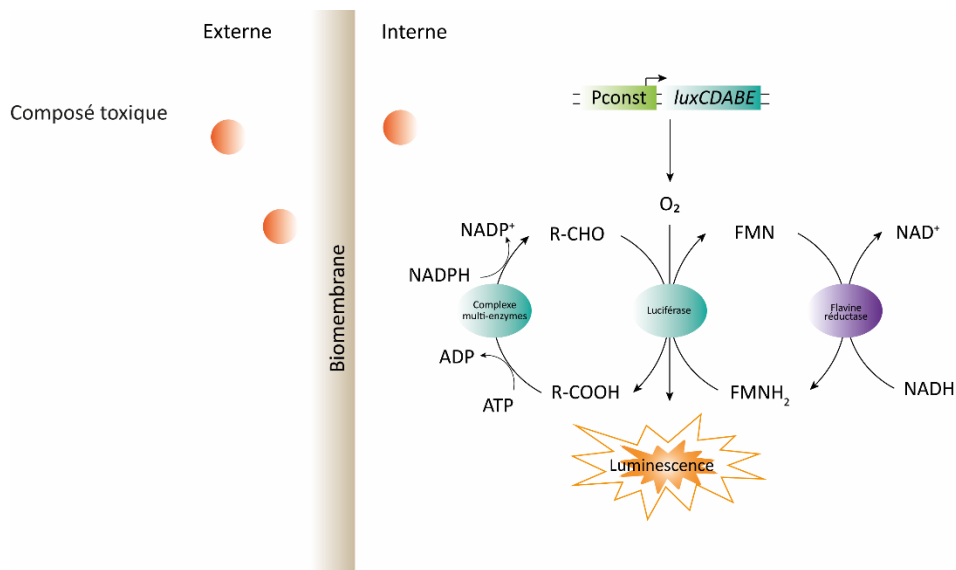 Externe
Interne
Composé toxique
Biomembrane
Pconst
luxCDABE
O₂
NADP⁺
R-CHO
FMN
NAD⁺
NADPH
Complexe
multi-enzymes
Luciférase
Flavine
réductase
ADP
ATP
R-COOH
FMNH₂
NADH
Luminescence